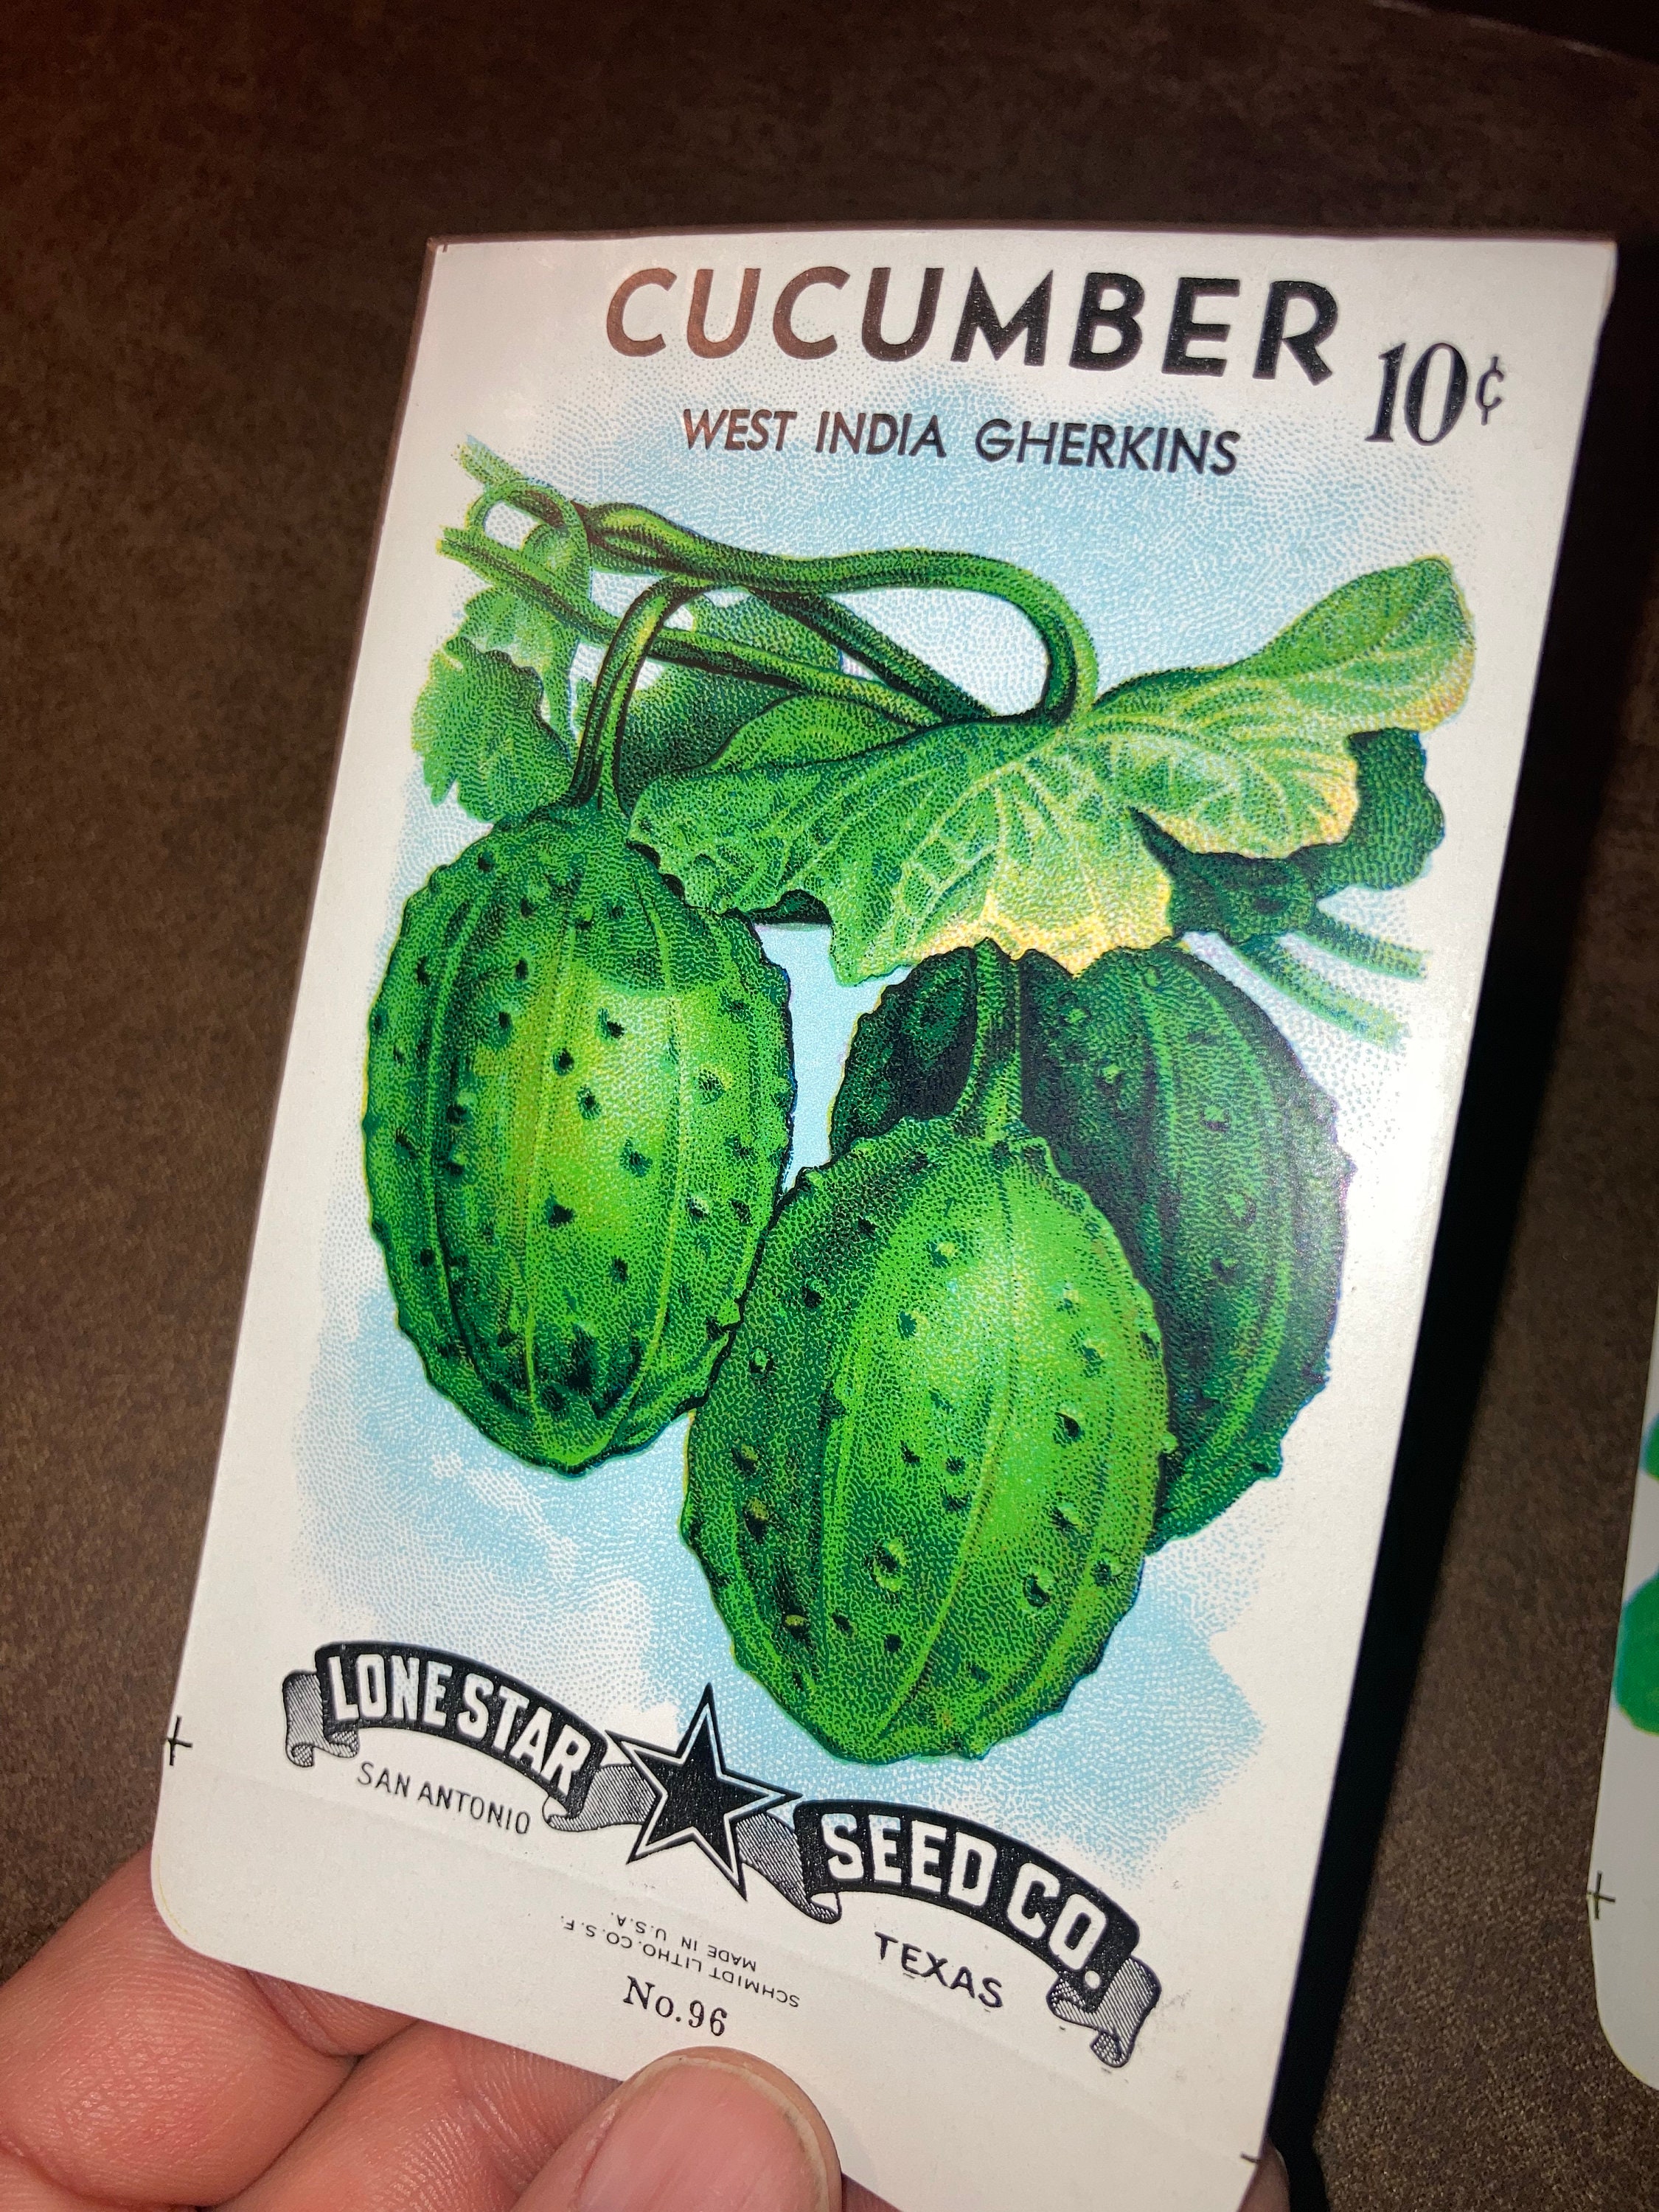 CUCUMBER
10¢
WEST INDIA GHERKINS
LONE STAR
SEED CO.
SAN ANTONIO
TEXAS
SCHMIDT LITHO. CO. S. F.
MADE IN U.S.A.
No. 96